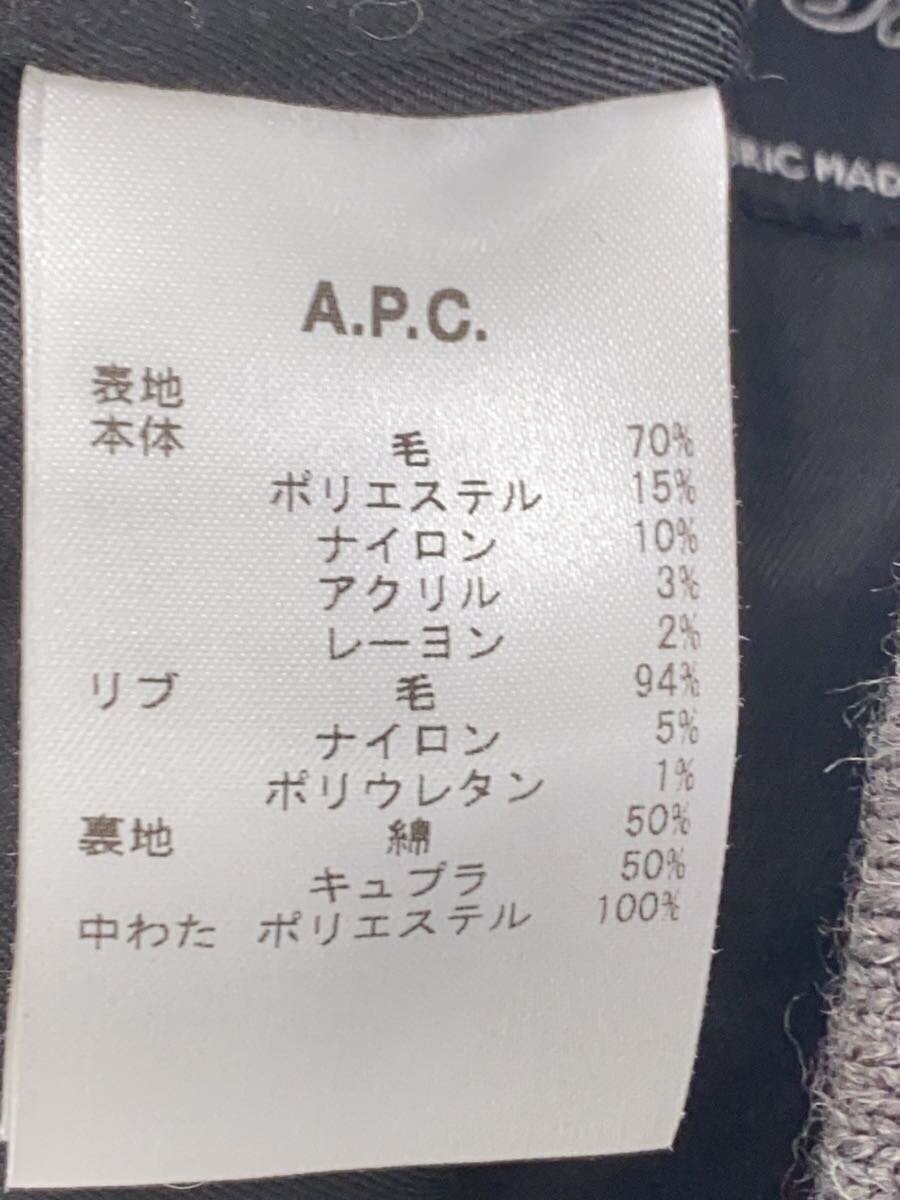 A.P.C.
表地
本体 毛 70%
ポリエステル 15%
ナイロン 10%
アクリル 3%
レーヨン 2%
リブ 毛 94%
ナイロン 5%
ポリウレタン 1%
裏地 綿 50%
キュプラ 50%
中わた ポリエステル 100%